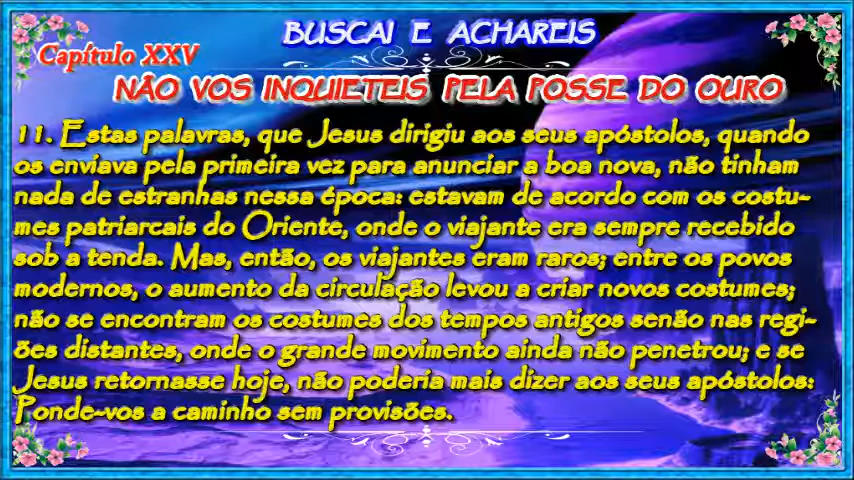 BUSCAI E ACHAREIS
Capítulo XXV
NÃO VOS INQUIETEIS PELA POSSE DO OURO
11. Estas palavras, que Jesus dirigiu aos seus apóstolos, quando
os enviava pela primeira vez para anunciar a boa nova, não tinham
nada de estranhas nessa época: estavam de acordo com os costu-
mes patriarcais do Oriente, onde o viajante era sempre recebido
sob a tenda. Mas, então, os viajantes eram raros; entre os povos
modernos, o aumento da circulação levou a criar novos costumes;
não se encontram os costumes dos tempos antigos senão nas regi-
ões distantes, onde o grande movimento ainda não penetrou; e se
Jesus retornasse hoje, não poderia mais dizer aos seus apóstolos:
Ponde-vos a caminho sem provisões.